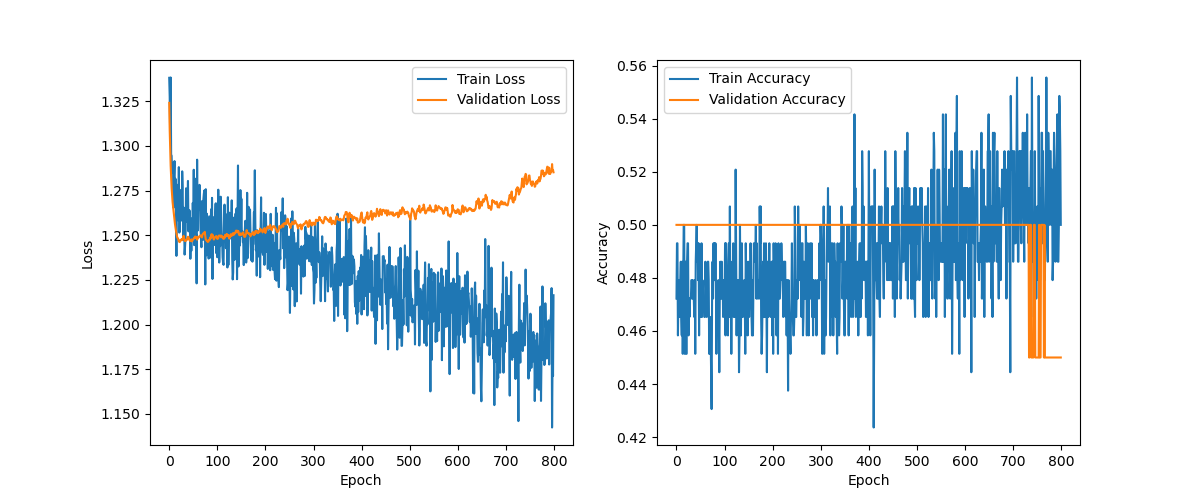 Train Loss
Validation Loss
1.325
1.300
1.275
1.250
1.225
1.200
1.175
1.150
Loss
0 100 200 300 400 500 600 700 800
Epoch
Train Accuracy
Validation Accuracy
0.56
0.54
0.52
0.50
0.48
0.46
0.44
0.42
Accuracy
0 100 200 300 400 500 600 700 800
Epoch